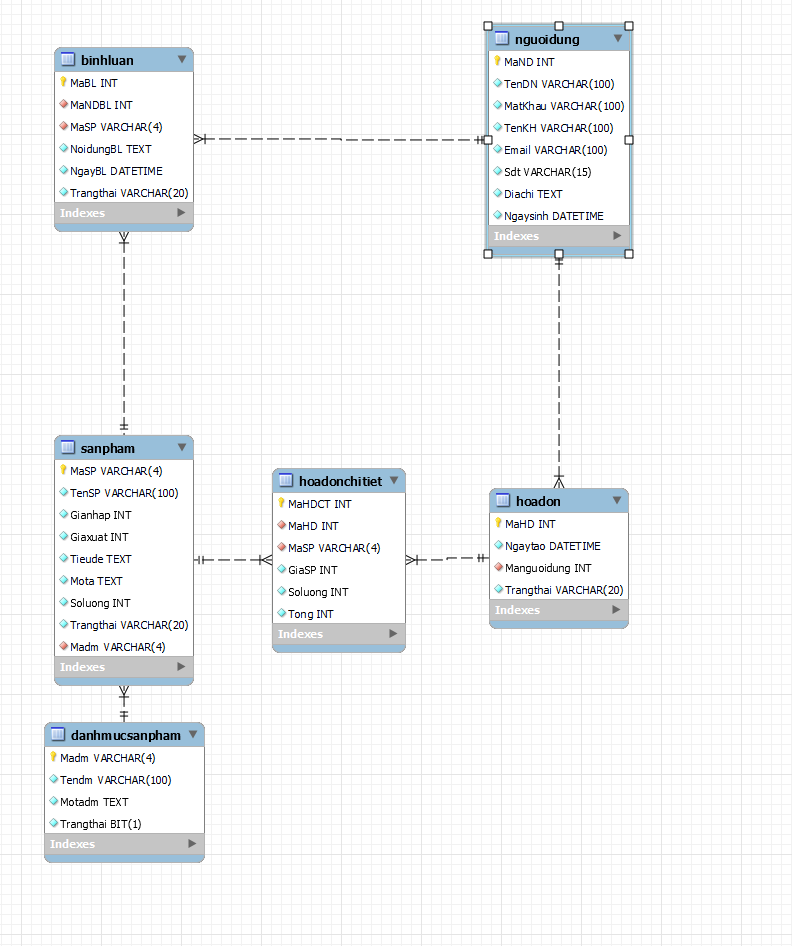 binhluan
MaBL INT
MaNDBL INT
MaSP VARCHAR(4)
NoidungBL TEXT
NgayBL DATETIME
Trangthai VARCHAR(20)
Indexes
nguoidung
MaND INT
TenDN VARCHAR(100)
MatKhau VARCHAR(100)
TenKH VARCHAR(100)
Email VARCHAR(100)
Sdt VARCHAR(15)
Diachi TEXT
Ngaysinh DATETIME
Indexes
sanpham
MaSP VARCHAR(4)
TenSP VARCHAR(100)
Gianhap INT
Giaxuat INT
Tieude TEXT
Mota TEXT
Soluong INT
Trangthai VARCHAR(20)
Madm VARCHAR(4)
Indexes
hoadonchitiet
MaHDCT INT
MaHD INT
MaSP VARCHAR(4)
GiaSP INT
Soluong INT
Tong INT
Indexes
hoadon
MaHD INT
Ngaytao DATETIME
Manguoidung INT
Trangthai VARCHAR(20)
Indexes
danhmucsanpham
Madm VARCHAR(4)
Tendm VARCHAR(100)
Motadm TEXT
Trangthai BIT(1)
Indexes